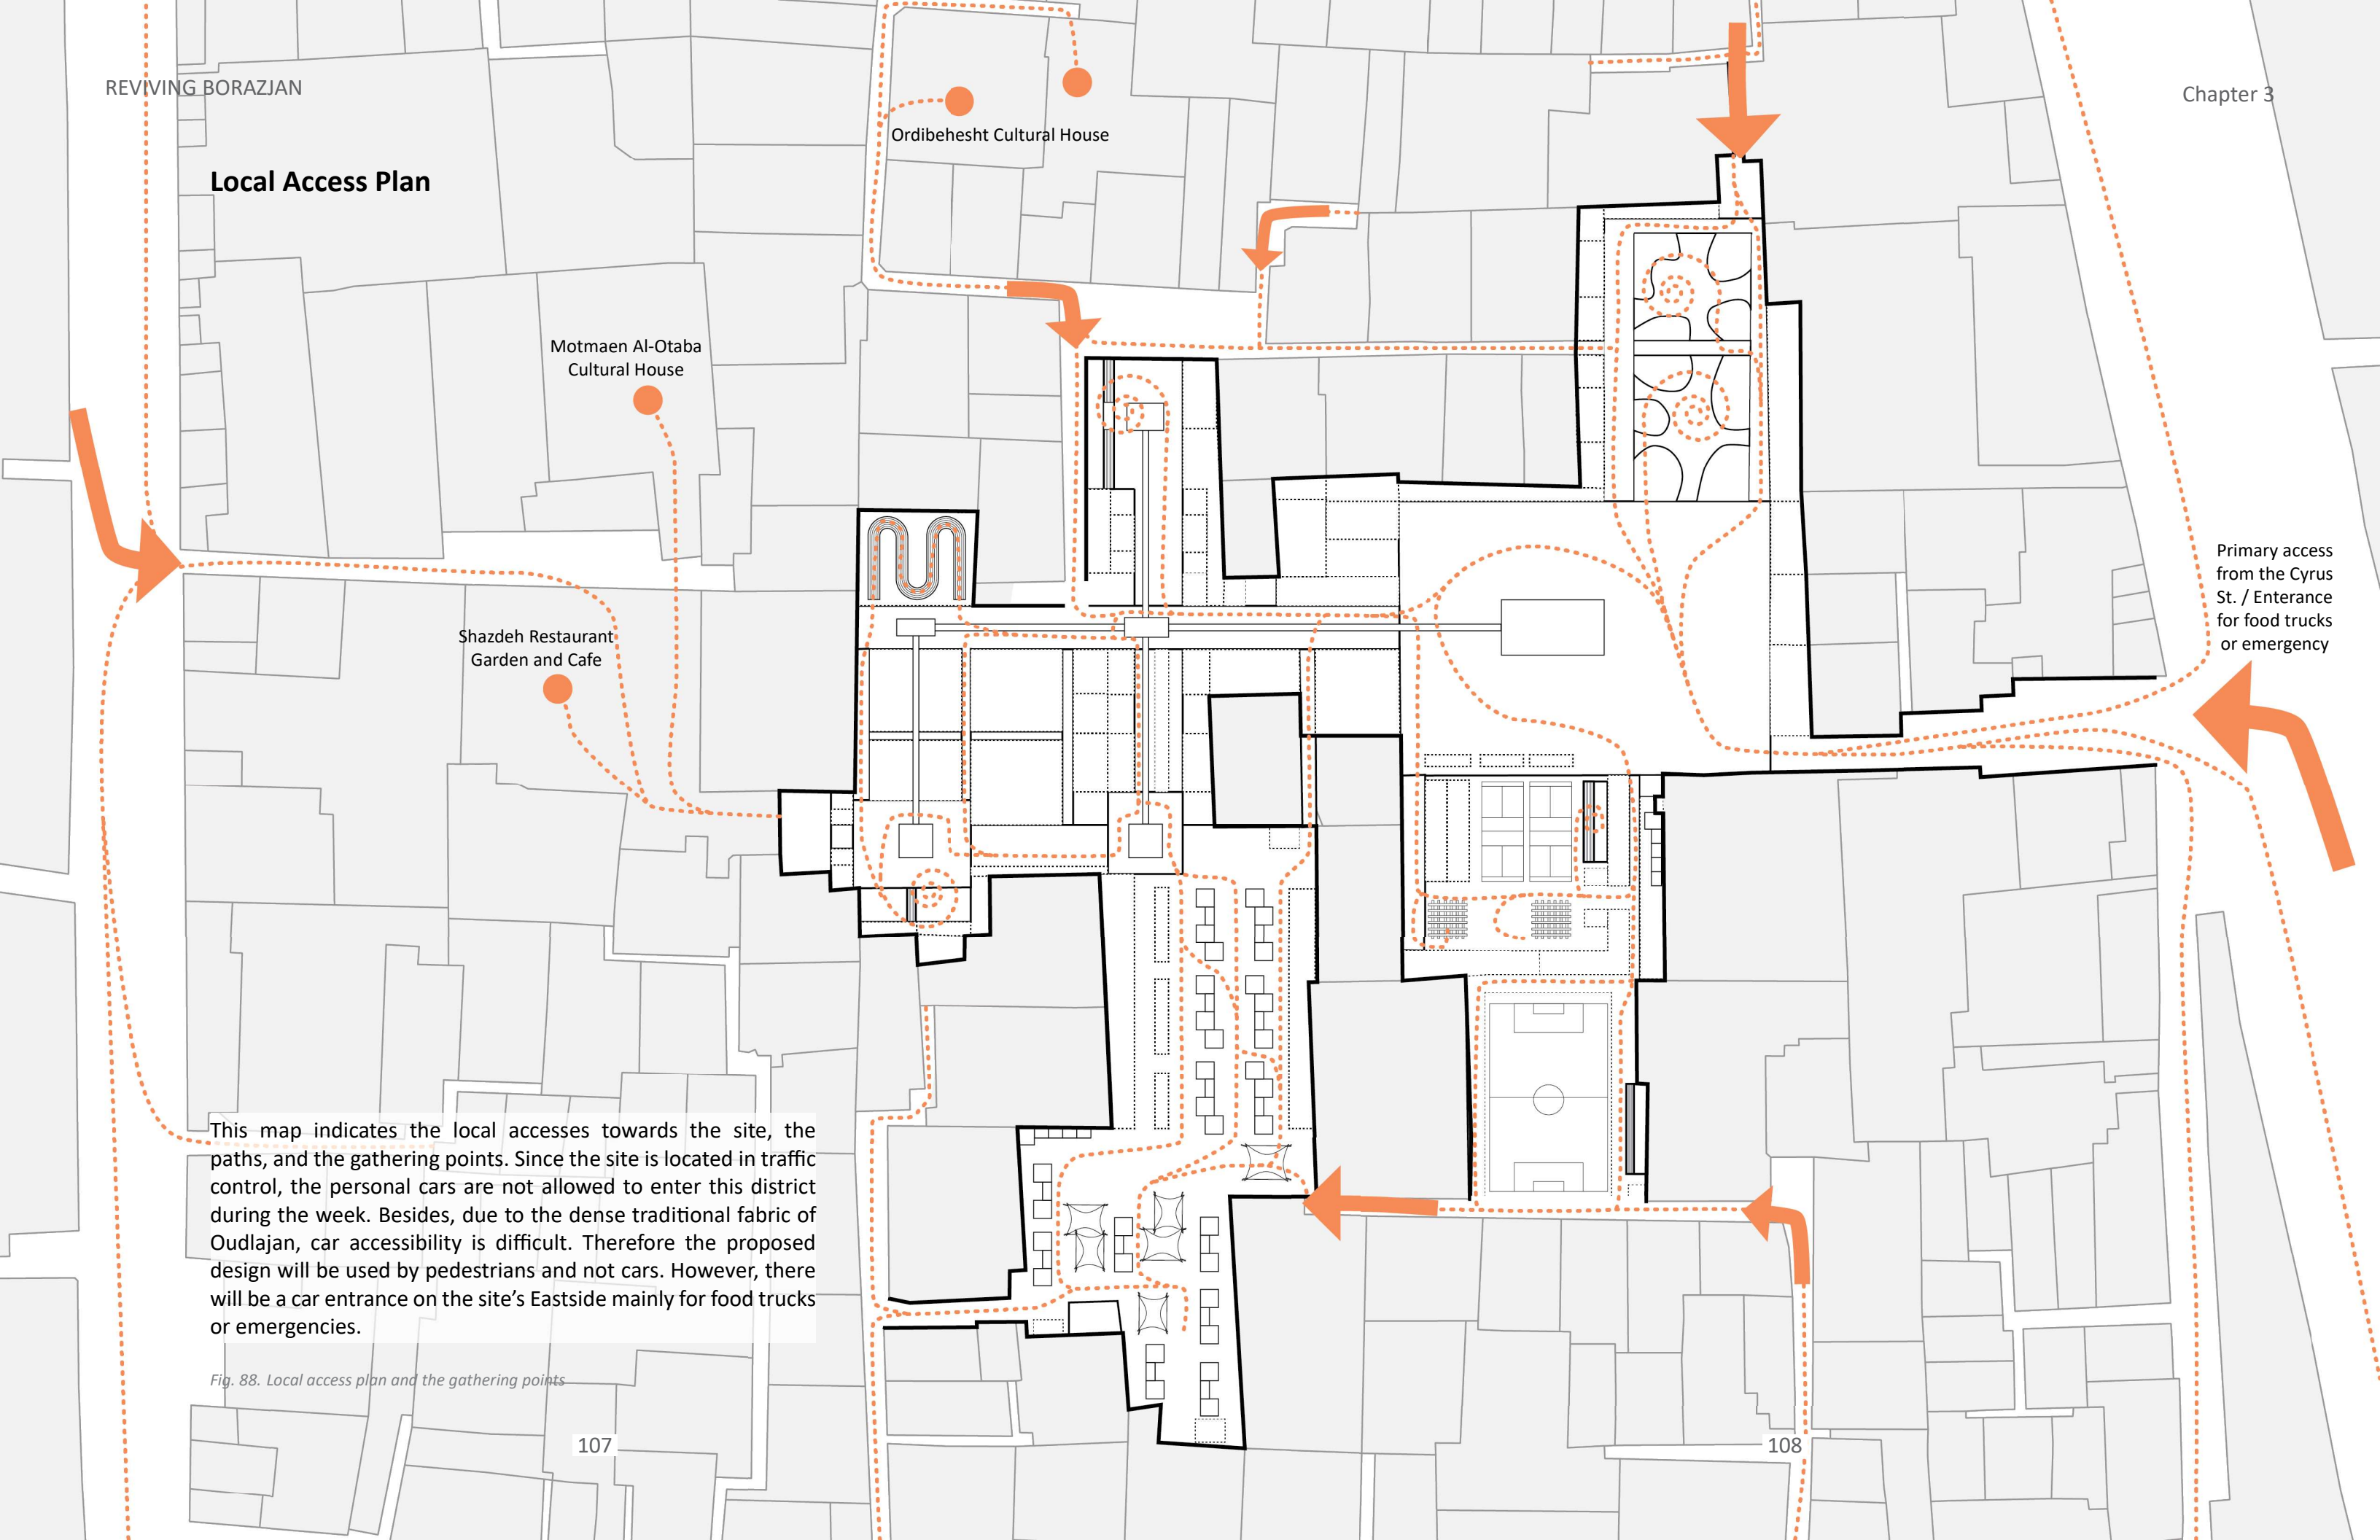 REVIVING BORAZJAN
Chapter 3
Local Access Plan
Ordibehesht Cultural House
Motmaen Al-Otaba
Cultural House
Shazdeh Restaurant
Garden and Cafe
Primary access
from the Cyrus
St. / Enterance
for food trucks
or emergency
This map indicates the local accesses towards the site, the
paths, and the gathering points. Since the site is located in traffic
control, the personal cars are not allowed to enter this district
during the week. Besides, due to the dense traditional fabric of
Oudlajan, car accessibility is difficult. Therefore the proposed
design will be used by pedestrians and not cars. However, there
will be a car entrance on the site's Eastside mainly for food trucks
or emergencies.
Fig. 88. Local access plan and the gathering points
107
108